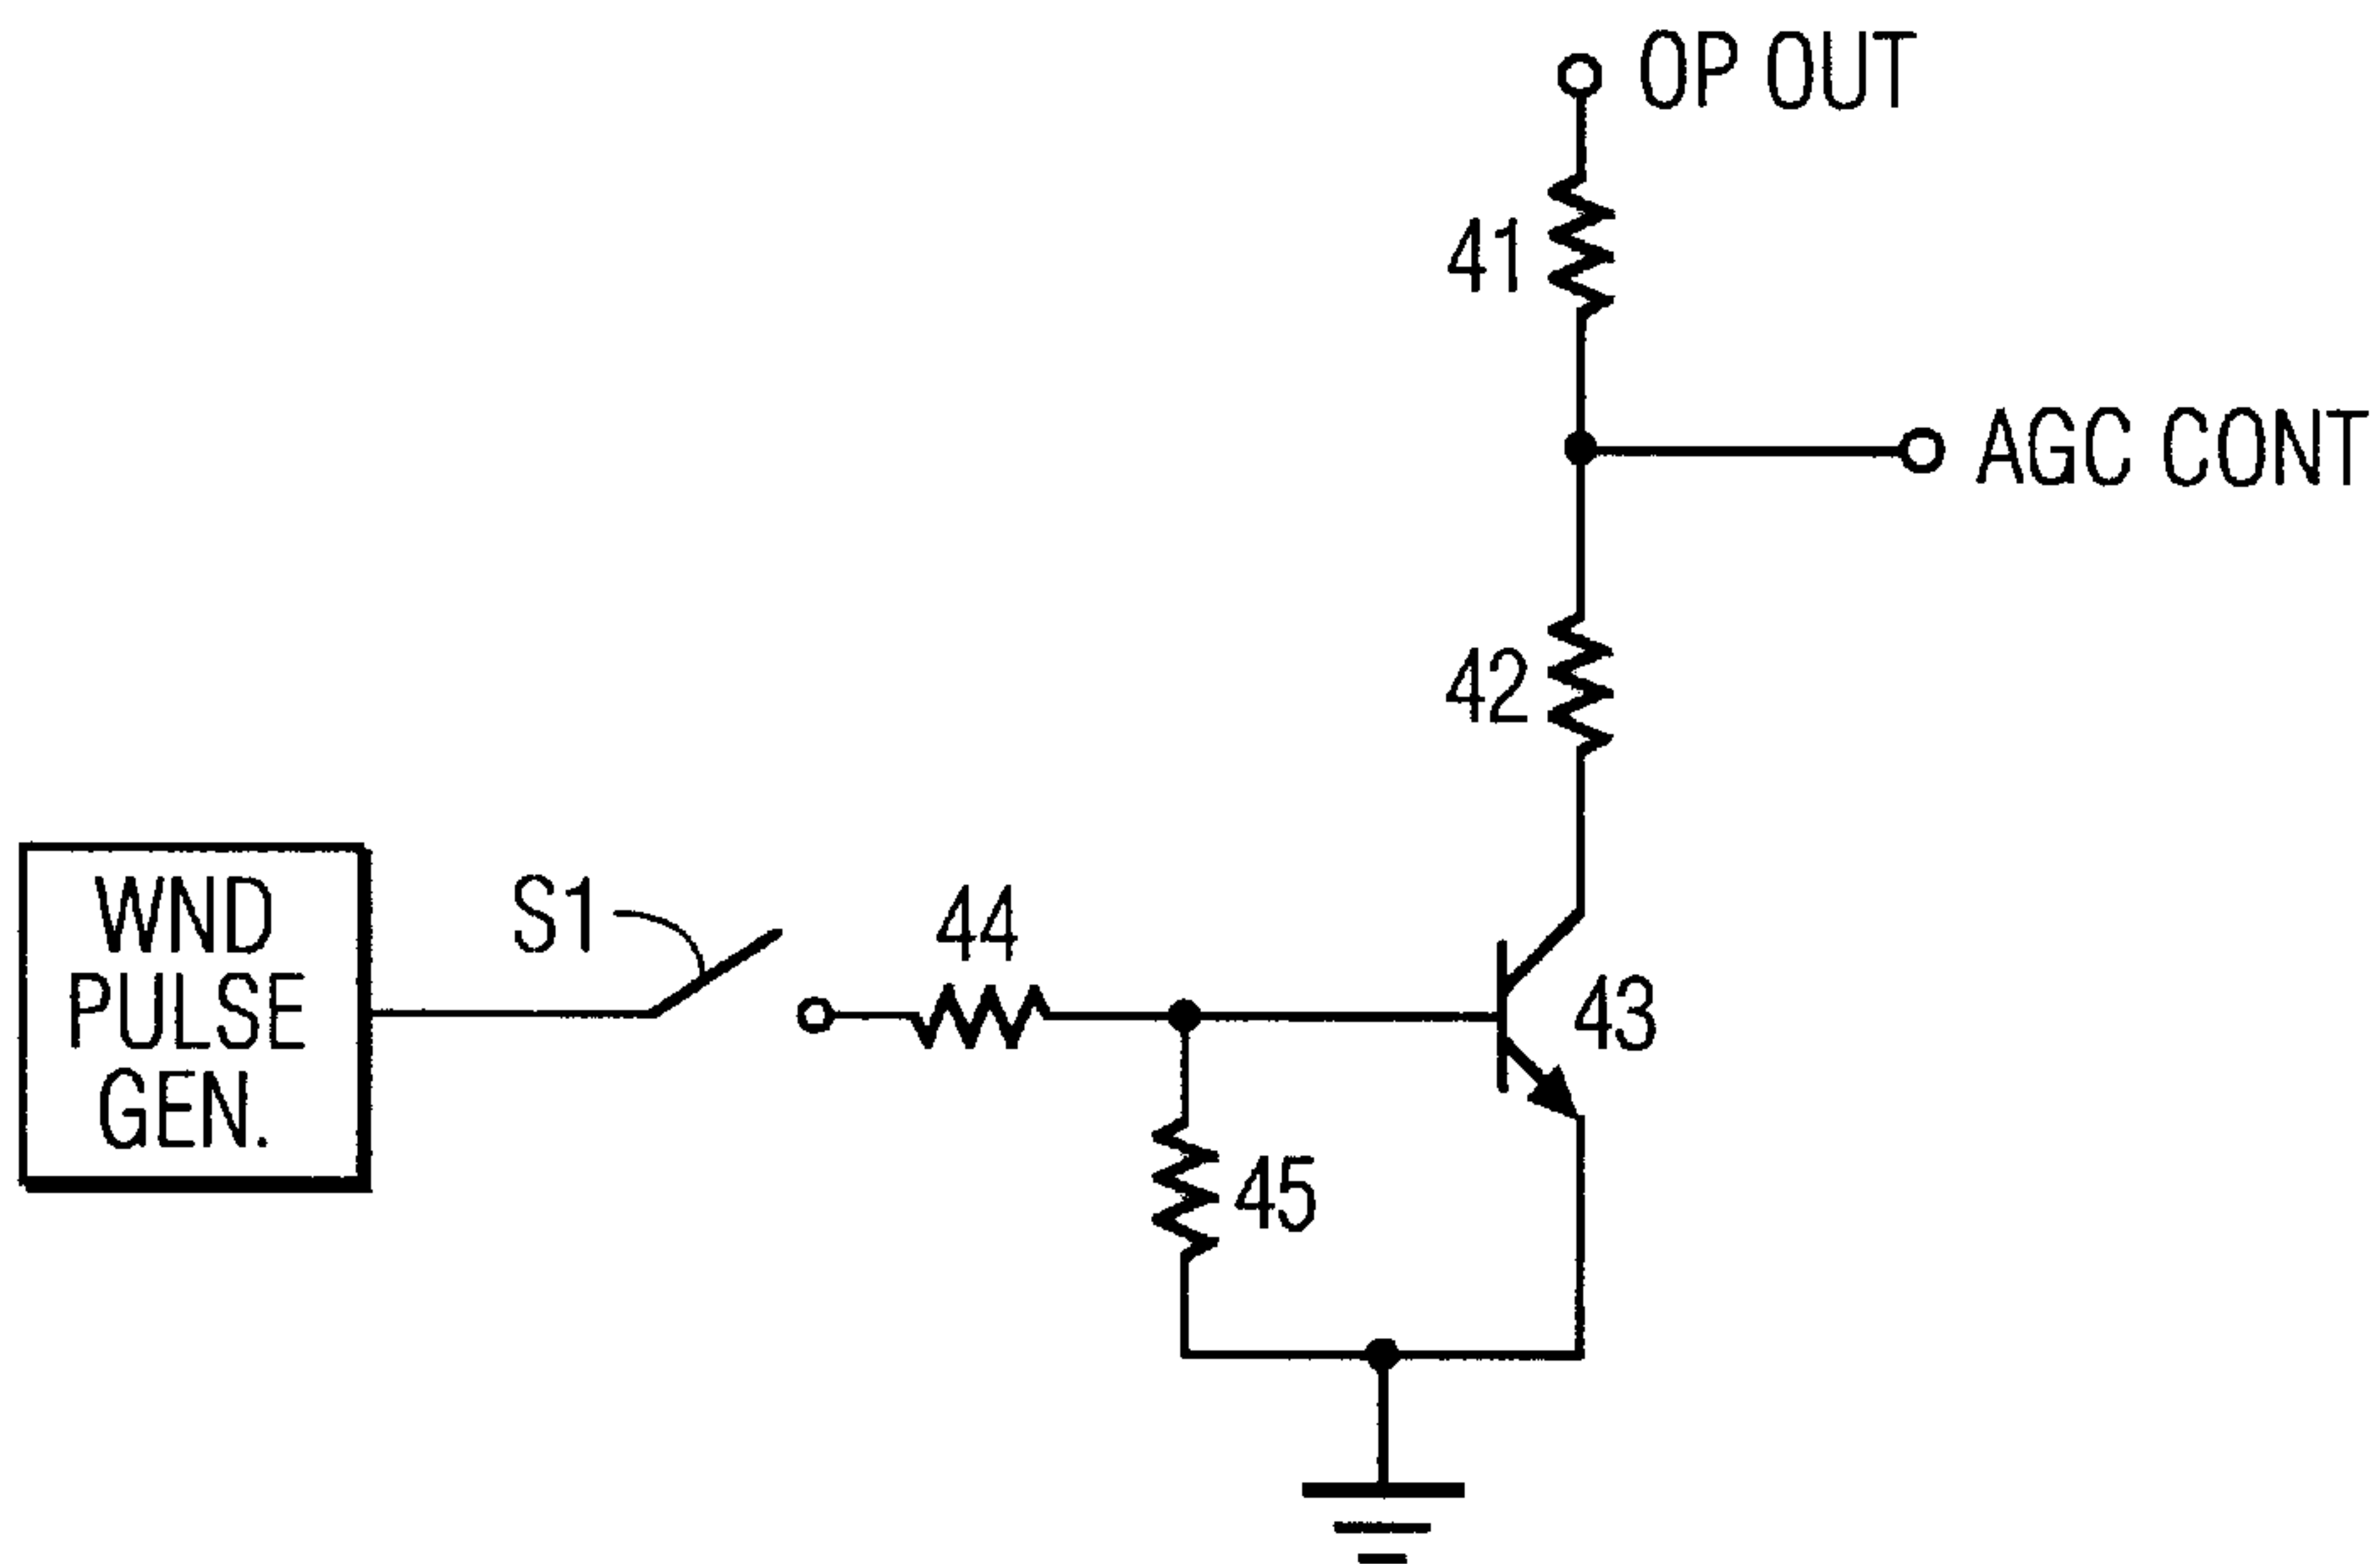 OP OUT
41
AGC CONT
42
WND
PULSE
GEN.
S1
44
43
45